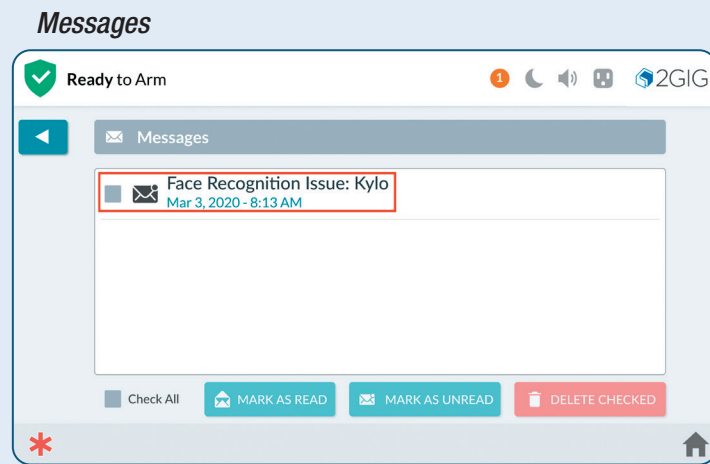 Messages
Ready to Arm
1
2GIG
Messages
Face Recognition Issue: Kylo
Mar 3, 2020 - 8:13 AM
Check All
MARK AS READ
MARK AS UNREAD
DELETE CHECKED